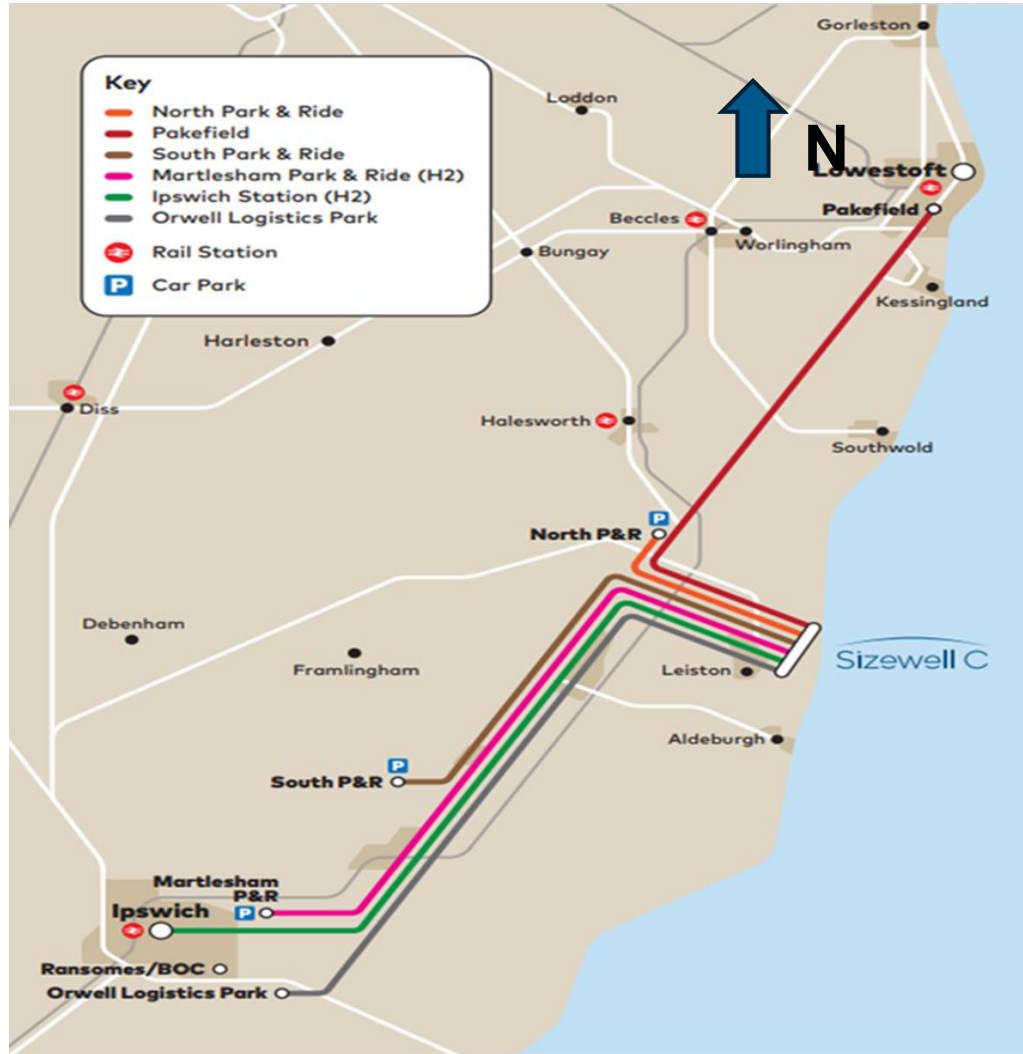 Gorleston
Key
North Park & Ride
Pakefield
South Park & Ride
Martlesham Park & Ride (H2)
Ipswich Station (H2)
Orwell Logistics Park
Rail Station
P Car Park
Loddon
N
Lowestoft
Pakefield
Beccles
Worlingham
Bungay
Kessingland
Harleston
Diss
Halesworth
Southwold
P
North P&R
Debenham
Framlingham
Leiston
Sizewell C
Aldeburgh
P
South P&R
Martlesham
P&R
P
Ipswich
Ransomes/BOC
Orwell Logistics Park